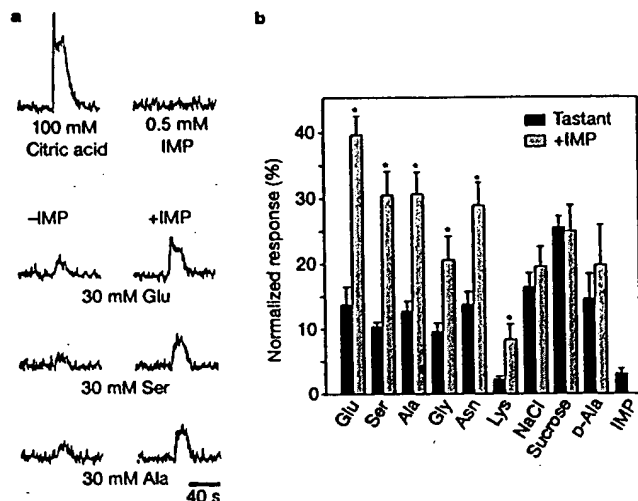 a
100 mM
Citric acid
0.5 mM
IMP
–IMP
+IMP
30 mM Glu
30 mM Ser
30 mM Ala
40 s
b
Normalized response (%)
40
30
20
10
0
Tastant
+IMP
* * * * * *
Glu
Ser
Ala
Gly
Asn
Lys
NaCl
Sucrose
D-Ala
IMP